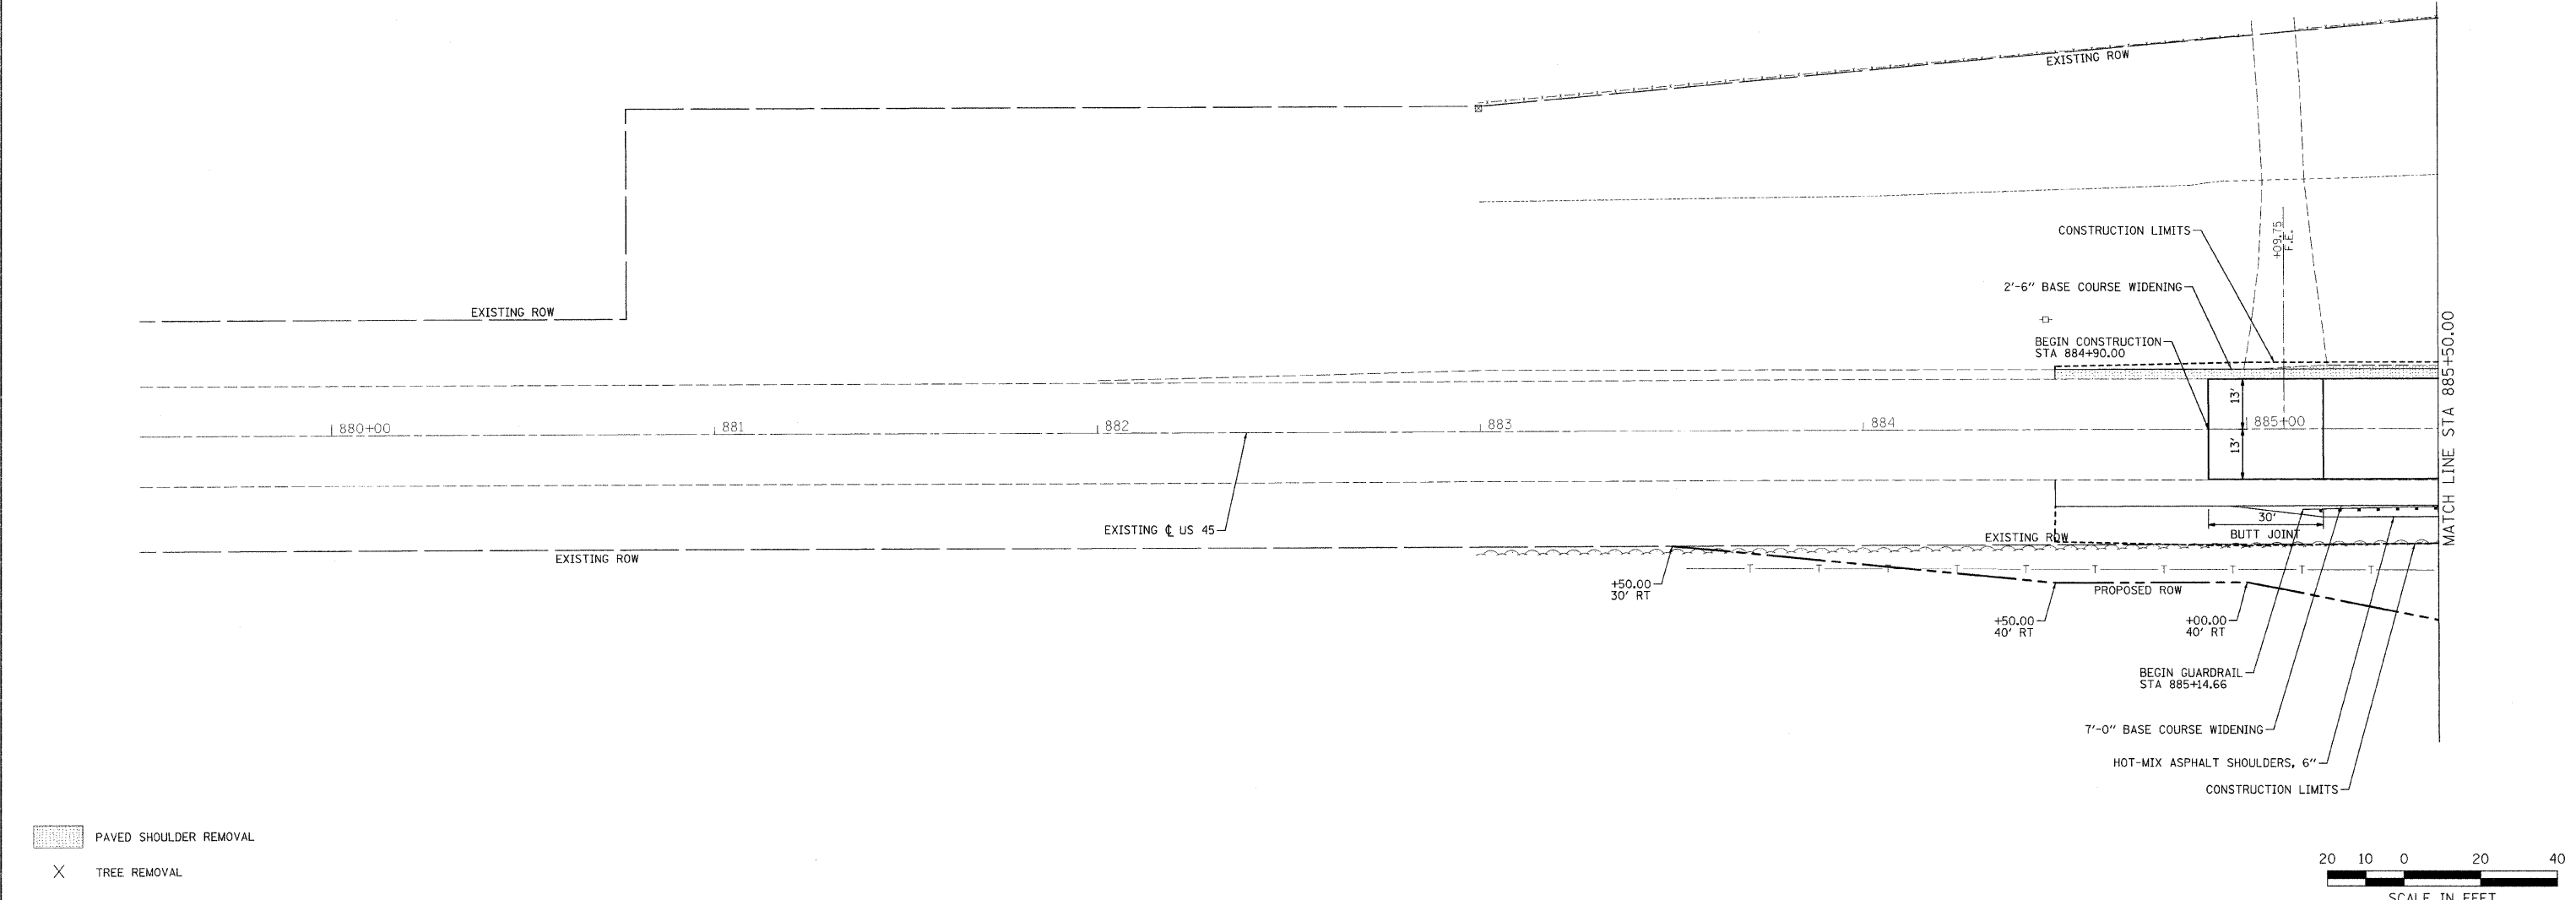 EXISTING ROW
CONSTRUCTION LIMITS
+09.75
F.E.
2'-6" BASE COURSE WIDENING
EXISTING ROW
BEGIN CONSTRUCTION
STA 884+90.00
MATCH LINE STA 885+50.00
13'
880+00
881
882
883
884
885+00
13'
EXISTING ℄ US 45
30'
BUTT JOINT
EXISTING ROW
EXISTING ROW
T T T T T T T T T T
+50.00
30' RT
PROPOSED ROW
+50.00
40' RT
+00.00
40' RT
BEGIN GUARDRAIL
STA 885+14.66
7'-0" BASE COURSE WIDENING
HOT-MIX ASPHALT SHOULDERS, 6"
CONSTRUCTION LIMITS
PAVED SHOULDER REMOVAL
X TREE REMOVAL
20 10 0 20 40
SCALE IN FEET